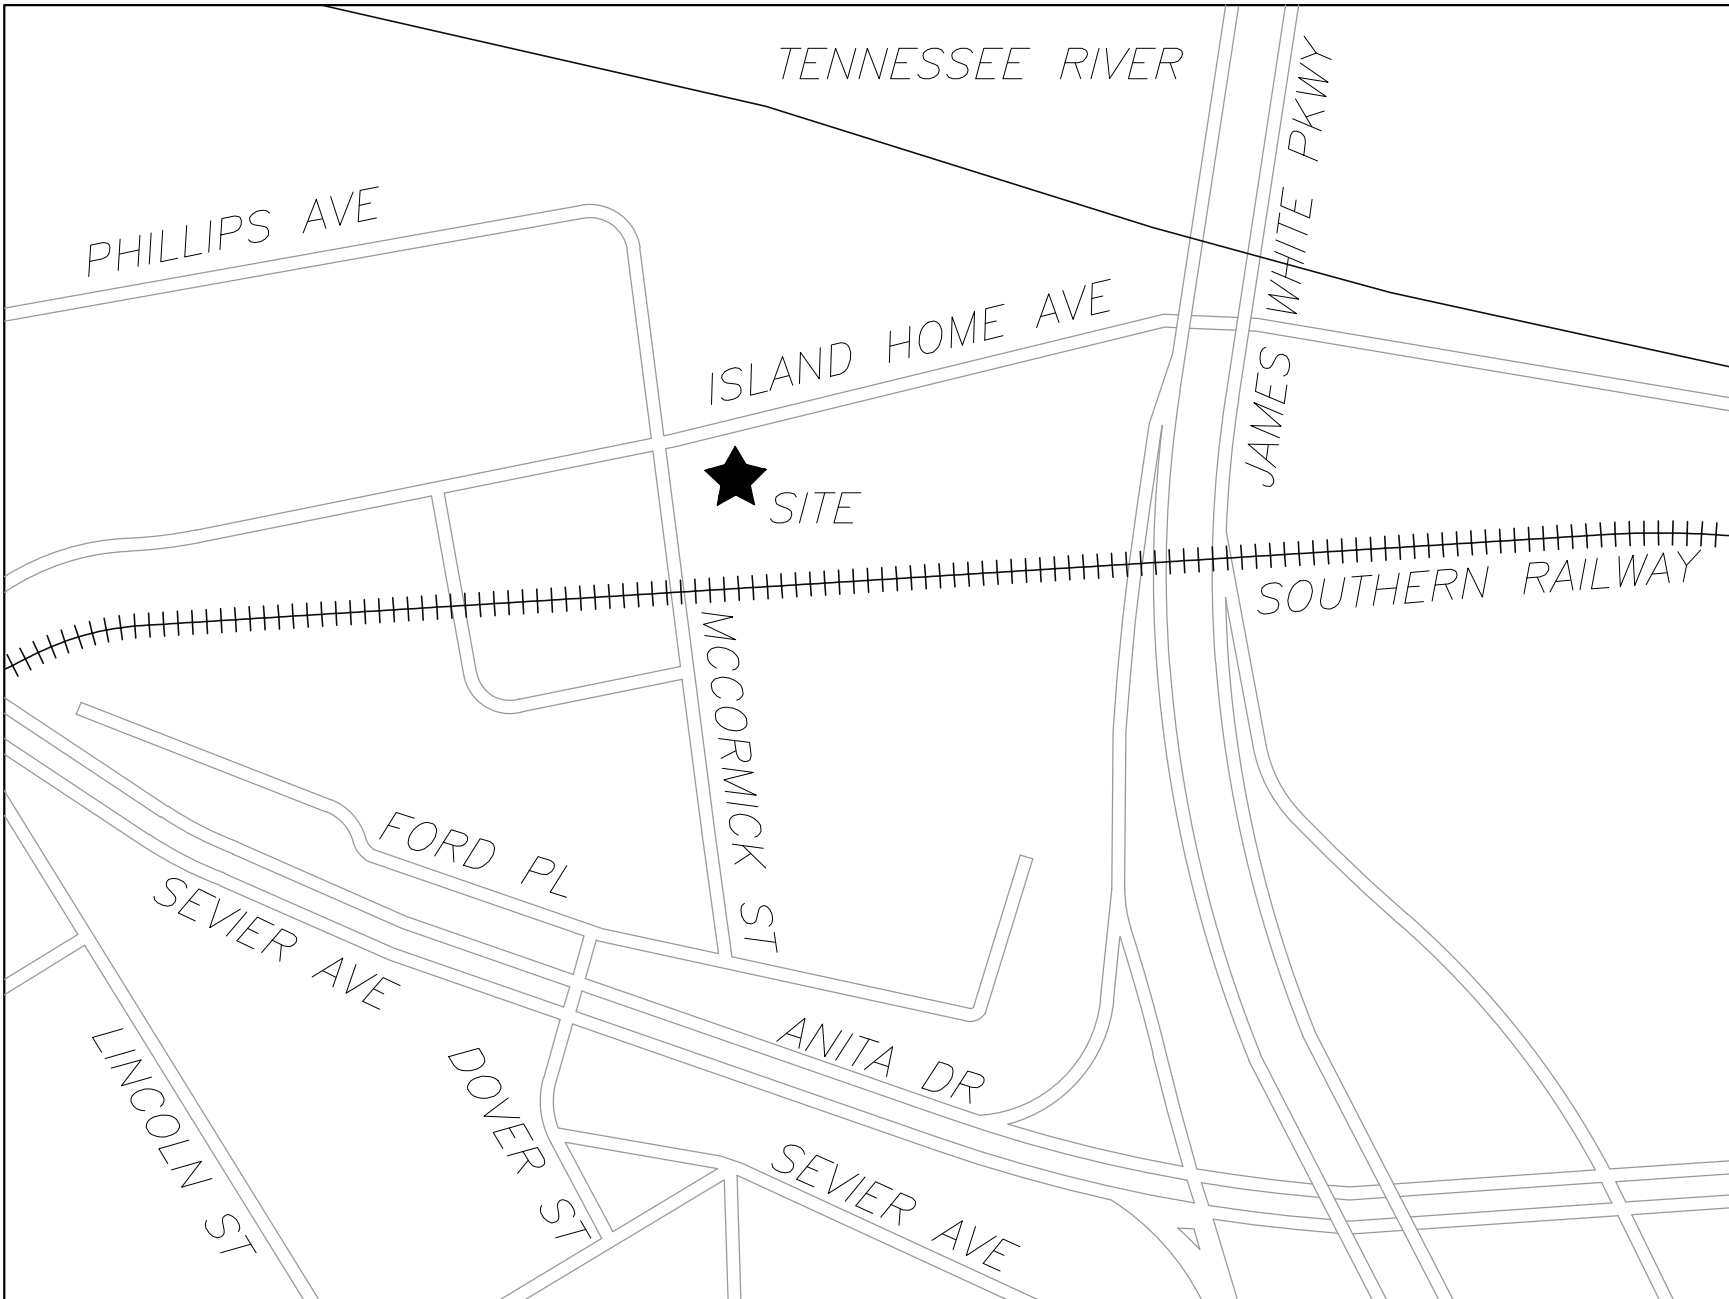 TENNESSEE RIVER
JAMES WHITE PKWY
PHILLIPS AVE
ISLAND HOME AVE
SITE
SOUTHERN RAILWAY
MCCORMICK ST
FORD PL
SEVIER AVE
ANITA DR
LINCOLN ST
DOVER ST
SEVIER AVE